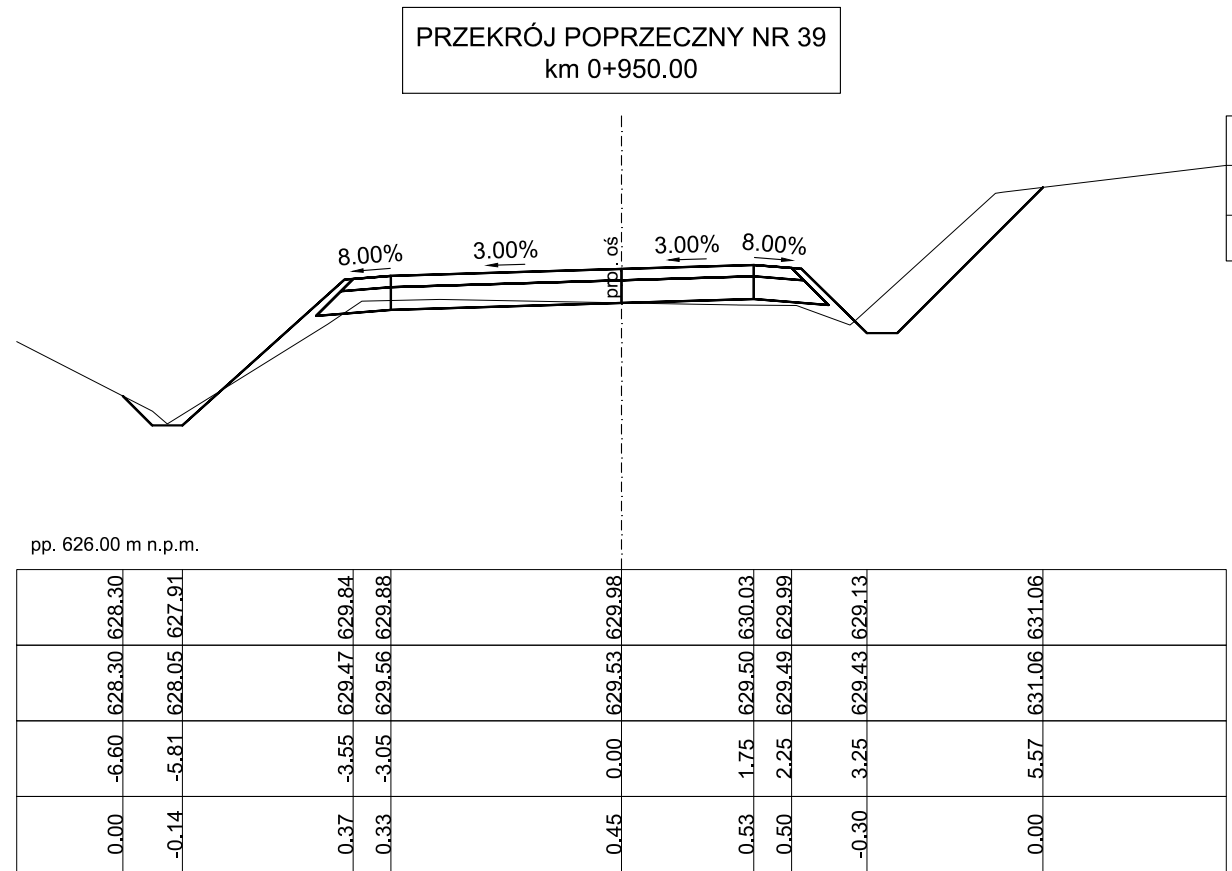 PRZEKRÓJ POPRZECZNY NR 39
km 0+950.00
8.00%
3.00%
prp. oś
3.00%
8.00%
pp. 626.00 m n.p.m.
628.30 627.91 629.84 629.88 629.98 630.03 629.99 629.13 631.06
628.30 628.05 629.47 629.56 629.53 629.50 629.49 629.43 631.06
-6.60 -5.81 -3.55 -3.05 0.00 1.75 2.25 3.25 5.57
0.00 -0.14 0.37 0.33 0.45 0.53 0.50 -0.30 0.00